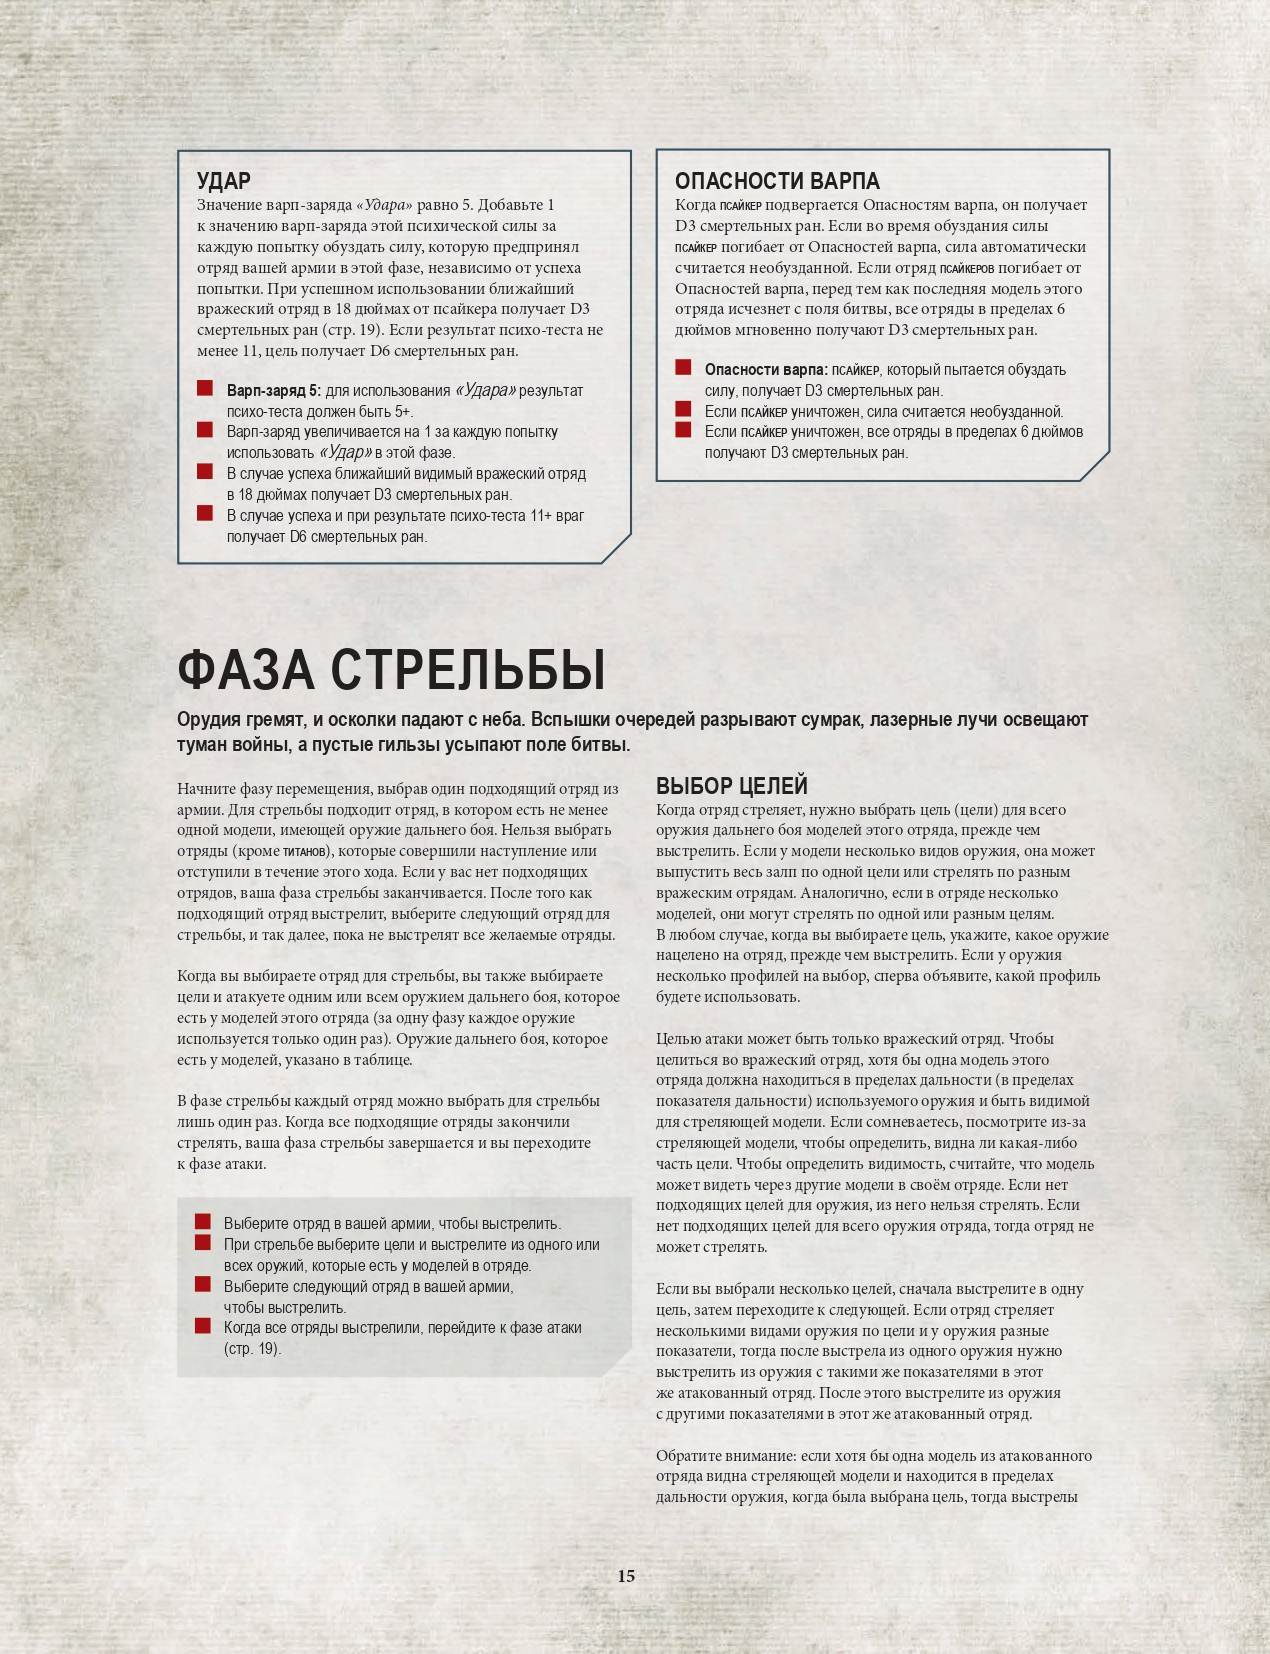 УДАР
Значение варп-заряда «Удара» равно 5. Добавьте 1
к значению варп-заряда этой психической силы за
каждую попытку обуздать силу, которую предпринял
отряд вашей армии в этой фазе, независимо от успеха
попытки. При успешном использовании ближайший
вражеский отряд в 18 дюймах от псайкера получает D3
смертельных ран (стр. 19). Если результат психо-теста не
менее 11, цель получает D6 смертельных ран.
Варп-заряд 5: для использования «Удара» результат
психо-теста должен быть 5+.
Варп-заряд увеличивается на 1 за каждую попытку
использовать «Удар» в этой фазе.
В случае успеха ближайший видимый вражеский отряд
в 18 дюймах получает D3 смертельных ран.
В случае успеха и при результате психо-теста 11+ враг
получает D6 смертельных ран.
ОПАСНОСТИ ВАРПА
Когда ПСАЙКЕР подвергается Опасностям варпа, он получает
D3 смертельных ран. Если во время обуздания силы
ПСАЙКЕР погибает от Опасностей варпа, сила автоматически
считается необузданной. Если отряд ПСАЙКЕРОВ погибает от
Опасностей варпа, перед тем как последняя модель этого
отряда исчезнет с поля битвы, все отряды в пределах 6
дюймов мгновенно получают D3 смертельных ран.
Опасности варпа: ПСАЙКЕР, который пытается обуздать
силу, получает D3 смертельных ран.
Если ПСАЙКЕР уничтожен, сила считается необузданной.
Если ПСАЙКЕР уничтожен, все отряды в пределах 6 дюймов
получают D3 смертельных ран.
ФАЗА СТРЕЛЬБЫ
Орудия гремят, и осколки падают с неба. Вспышки очередей разрывают сумрак, лазерные лучи освещают
туман войны, а пустые гильзы усыпают поле битвы.
Начните фазу перемещения, выбрав один подходящий отряд из
армии. Для стрельбы подходит отряд, в котором есть не менее
одной модели, имеющей оружие дальнего боя. Нельзя выбрать
отряды (кроме ТИТАНОВ), которые совершили наступление или
отступили в течение этого хода. Если у вас нет подходящих
отрядов, ваша фаза стрельбы заканчивается. После того как
подходящий отряд выстрелит, выберите следующий отряд для
стрельбы, и так далее, пока не выстрелят все желаемые отряды.
Когда вы выбираете отряд для стрельбы, вы также выбираете
цели и атакуете одним или всем оружием дальнего боя, которое
есть у моделей этого отряда (за одну фазу каждое оружие
используется только один раз). Оружие дальнего боя, которое
есть у моделей, указано в таблице.
В фазе стрельбы каждый отряд можно выбрать для стрельбы
лишь один раз. Когда все подходящие отряды закончили
стрелять, ваша фаза стрельбы завершается и вы переходите
к фазе атаки.
Выберите отряд в вашей армии, чтобы выстрелить.
При стрельбе выберите цели и выстрелите из одного или
всех оружий, которые есть у моделей в отряде.
Выберите следующий отряд в вашей армии,
чтобы выстрелить.
Когда все отряды выстрелили, перейдите к фазе атаки
(стр. 19).
ВЫБОР ЦЕЛЕЙ
Когда отряд стреляет, нужно выбрать цель (цели) для всего
оружия дальнего боя моделей этого отряда, прежде чем
выстрелить. Если у модели несколько видов оружия, она может
выпустить весь залп по одной цели или стрелять по разным
вражеским отрядам. Аналогично, если в отряде несколько
моделей, они могут стрелять по одной или разным целям.
В любом случае, когда вы выбираете цель, укажите, какое оружие
нацелено на отряд, прежде чем выстрелить. Если у оружия
несколько профилей на выбор, сперва объявите, какой профиль
будете использовать.
Целью атаки может быть только вражеский отряд. Чтобы
целиться во вражеский отряд, хотя бы одна модель этого
отряда должна находиться в пределах дальности (в пределах
показателя дальности) используемого оружия и быть видимой
для стреляющей модели. Если сомневаетесь, посмотрите из-за
стреляющей модели, чтобы определить, видна ли какая-либо
часть цели. Чтобы определить видимость, считайте, что модель
может видеть через другие модели в своём отряде. Если нет
подходящих целей для оружия, из него нельзя стрелять. Если
нет подходящих целей для всего оружия отряда, тогда отряд не
может стрелять.
Если вы выбрали несколько целей, сначала выстрелите в одну
цель, затем переходите к следующей. Если отряд стреляет
несколькими видами оружия по цели и у оружия разные
показатели, тогда после выстрела из одного оружия нужно
выстрелить из оружия с такими же показателями в этот
же атакованный отряд. После этого выстрелите из оружия
с другими показателями в этот же атакованный отряд.
Обратите внимание: если хотя бы одна модель из атакованного
отряда видна стреляющей модели и находится в пределах
дальности оружия, когда была выбрана цель, тогда выстрелы
15